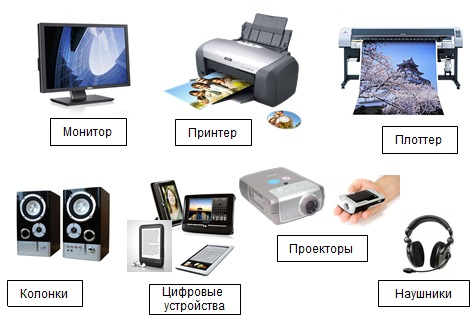 Монитор
Принтер
Плоттер
Колонки
Цифровые
устройства
Проекторы
Наушники